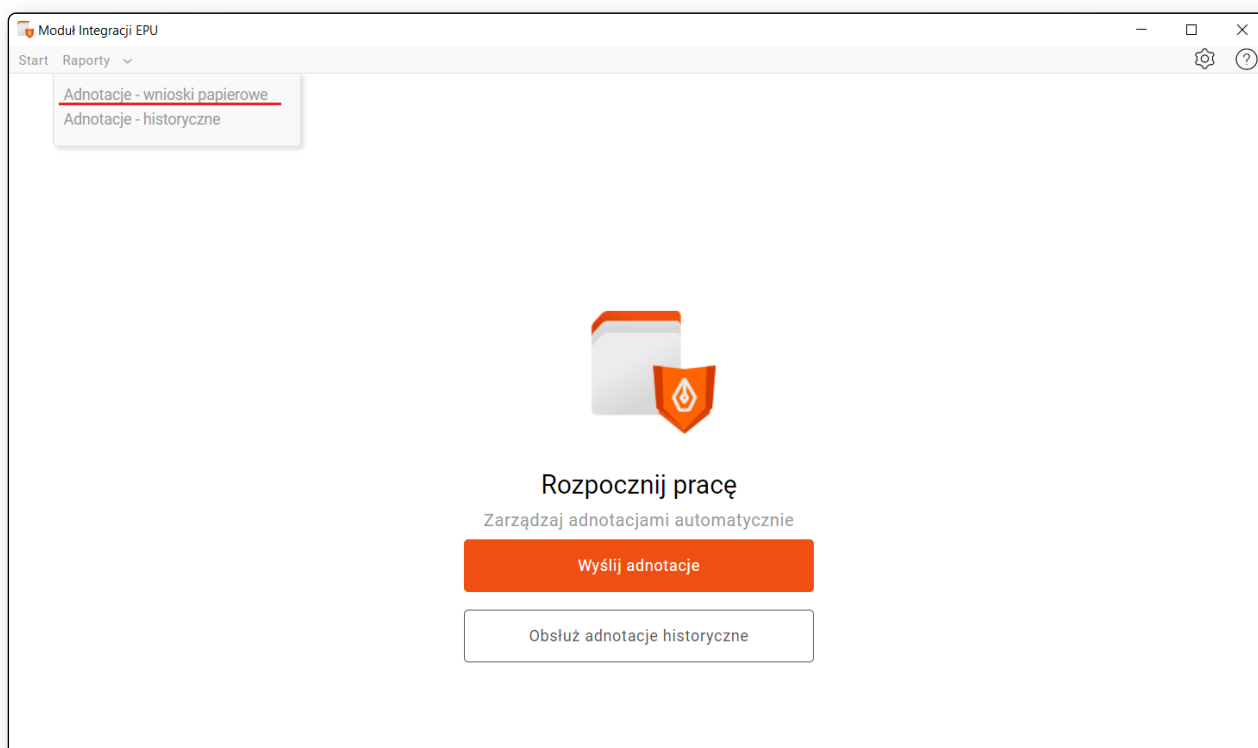 Moduł Integracji EPU
Start Raporty
Adnotacje - wnioski papierowe
Adnotacje - historyczne
Rozpocznij pracę
Zarządzaj adnotacjami automatycznie
Wyślij adnotacje
Obsłuż adnotacje historyczne